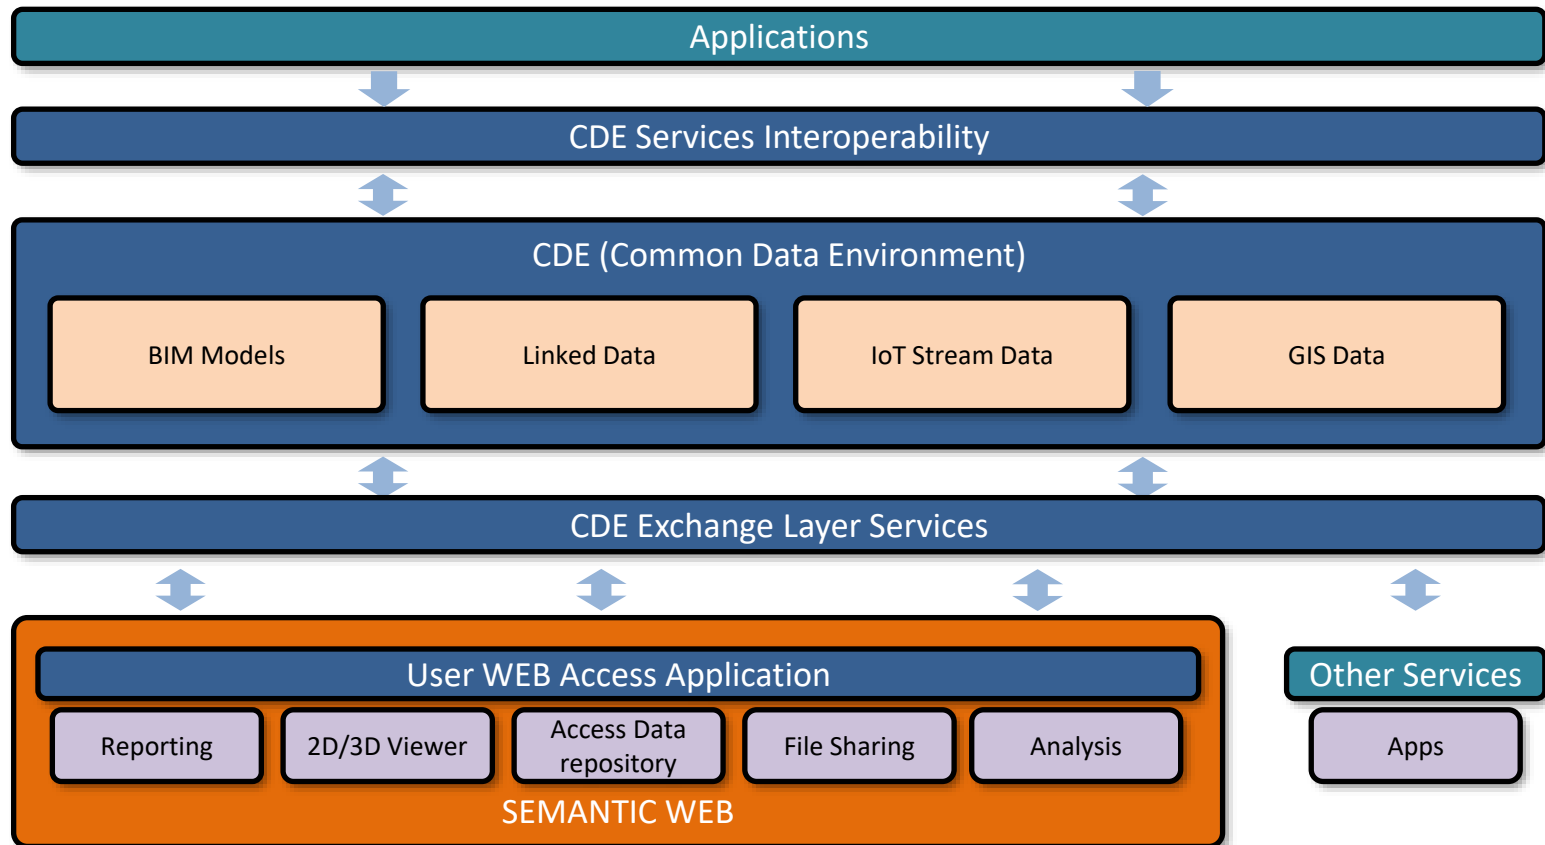 Applications
CDE Services Interoperability
CDE (Common Data Environment)
BIM Models
Linked Data
IoT Stream Data
GIS Data
CDE Exchange Layer Services
User WEB Access Application
Other Services
Reporting
2D/3D Viewer
Access Data
repository
File Sharing
Analysis
Apps
SEMANTIC WEB